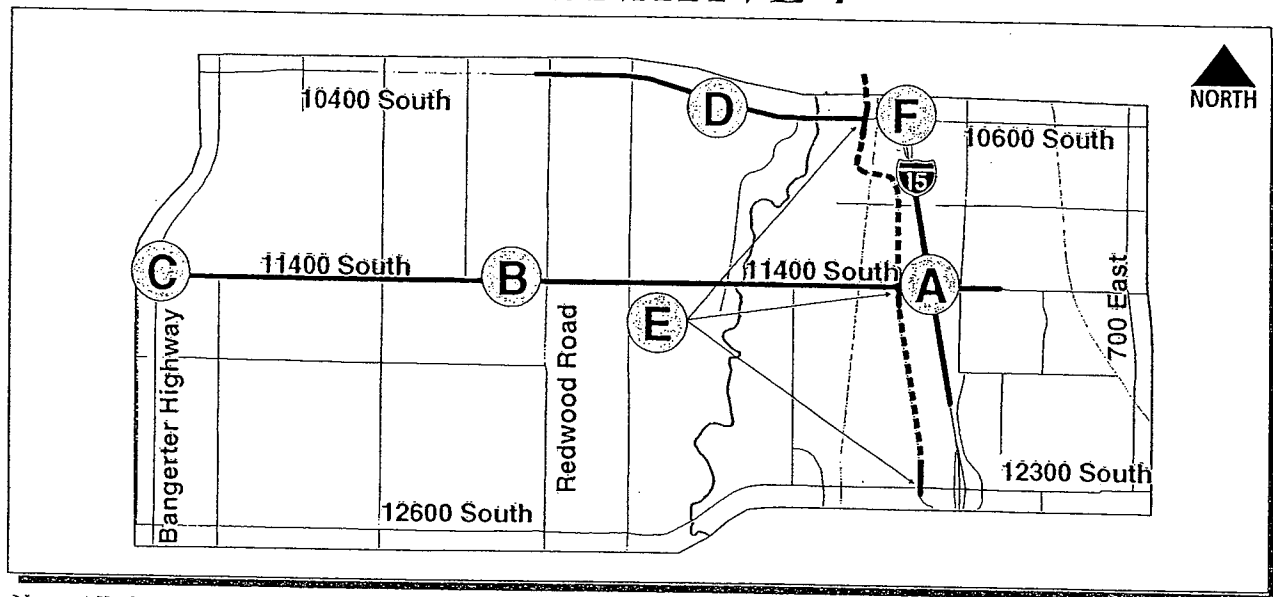 NORTH
10400 South
D
F
10600 South
15
C
11400 South
B
11400 South
A
E
700 East
Bangerter Highway
Redwood Road
12300 South
12600 South